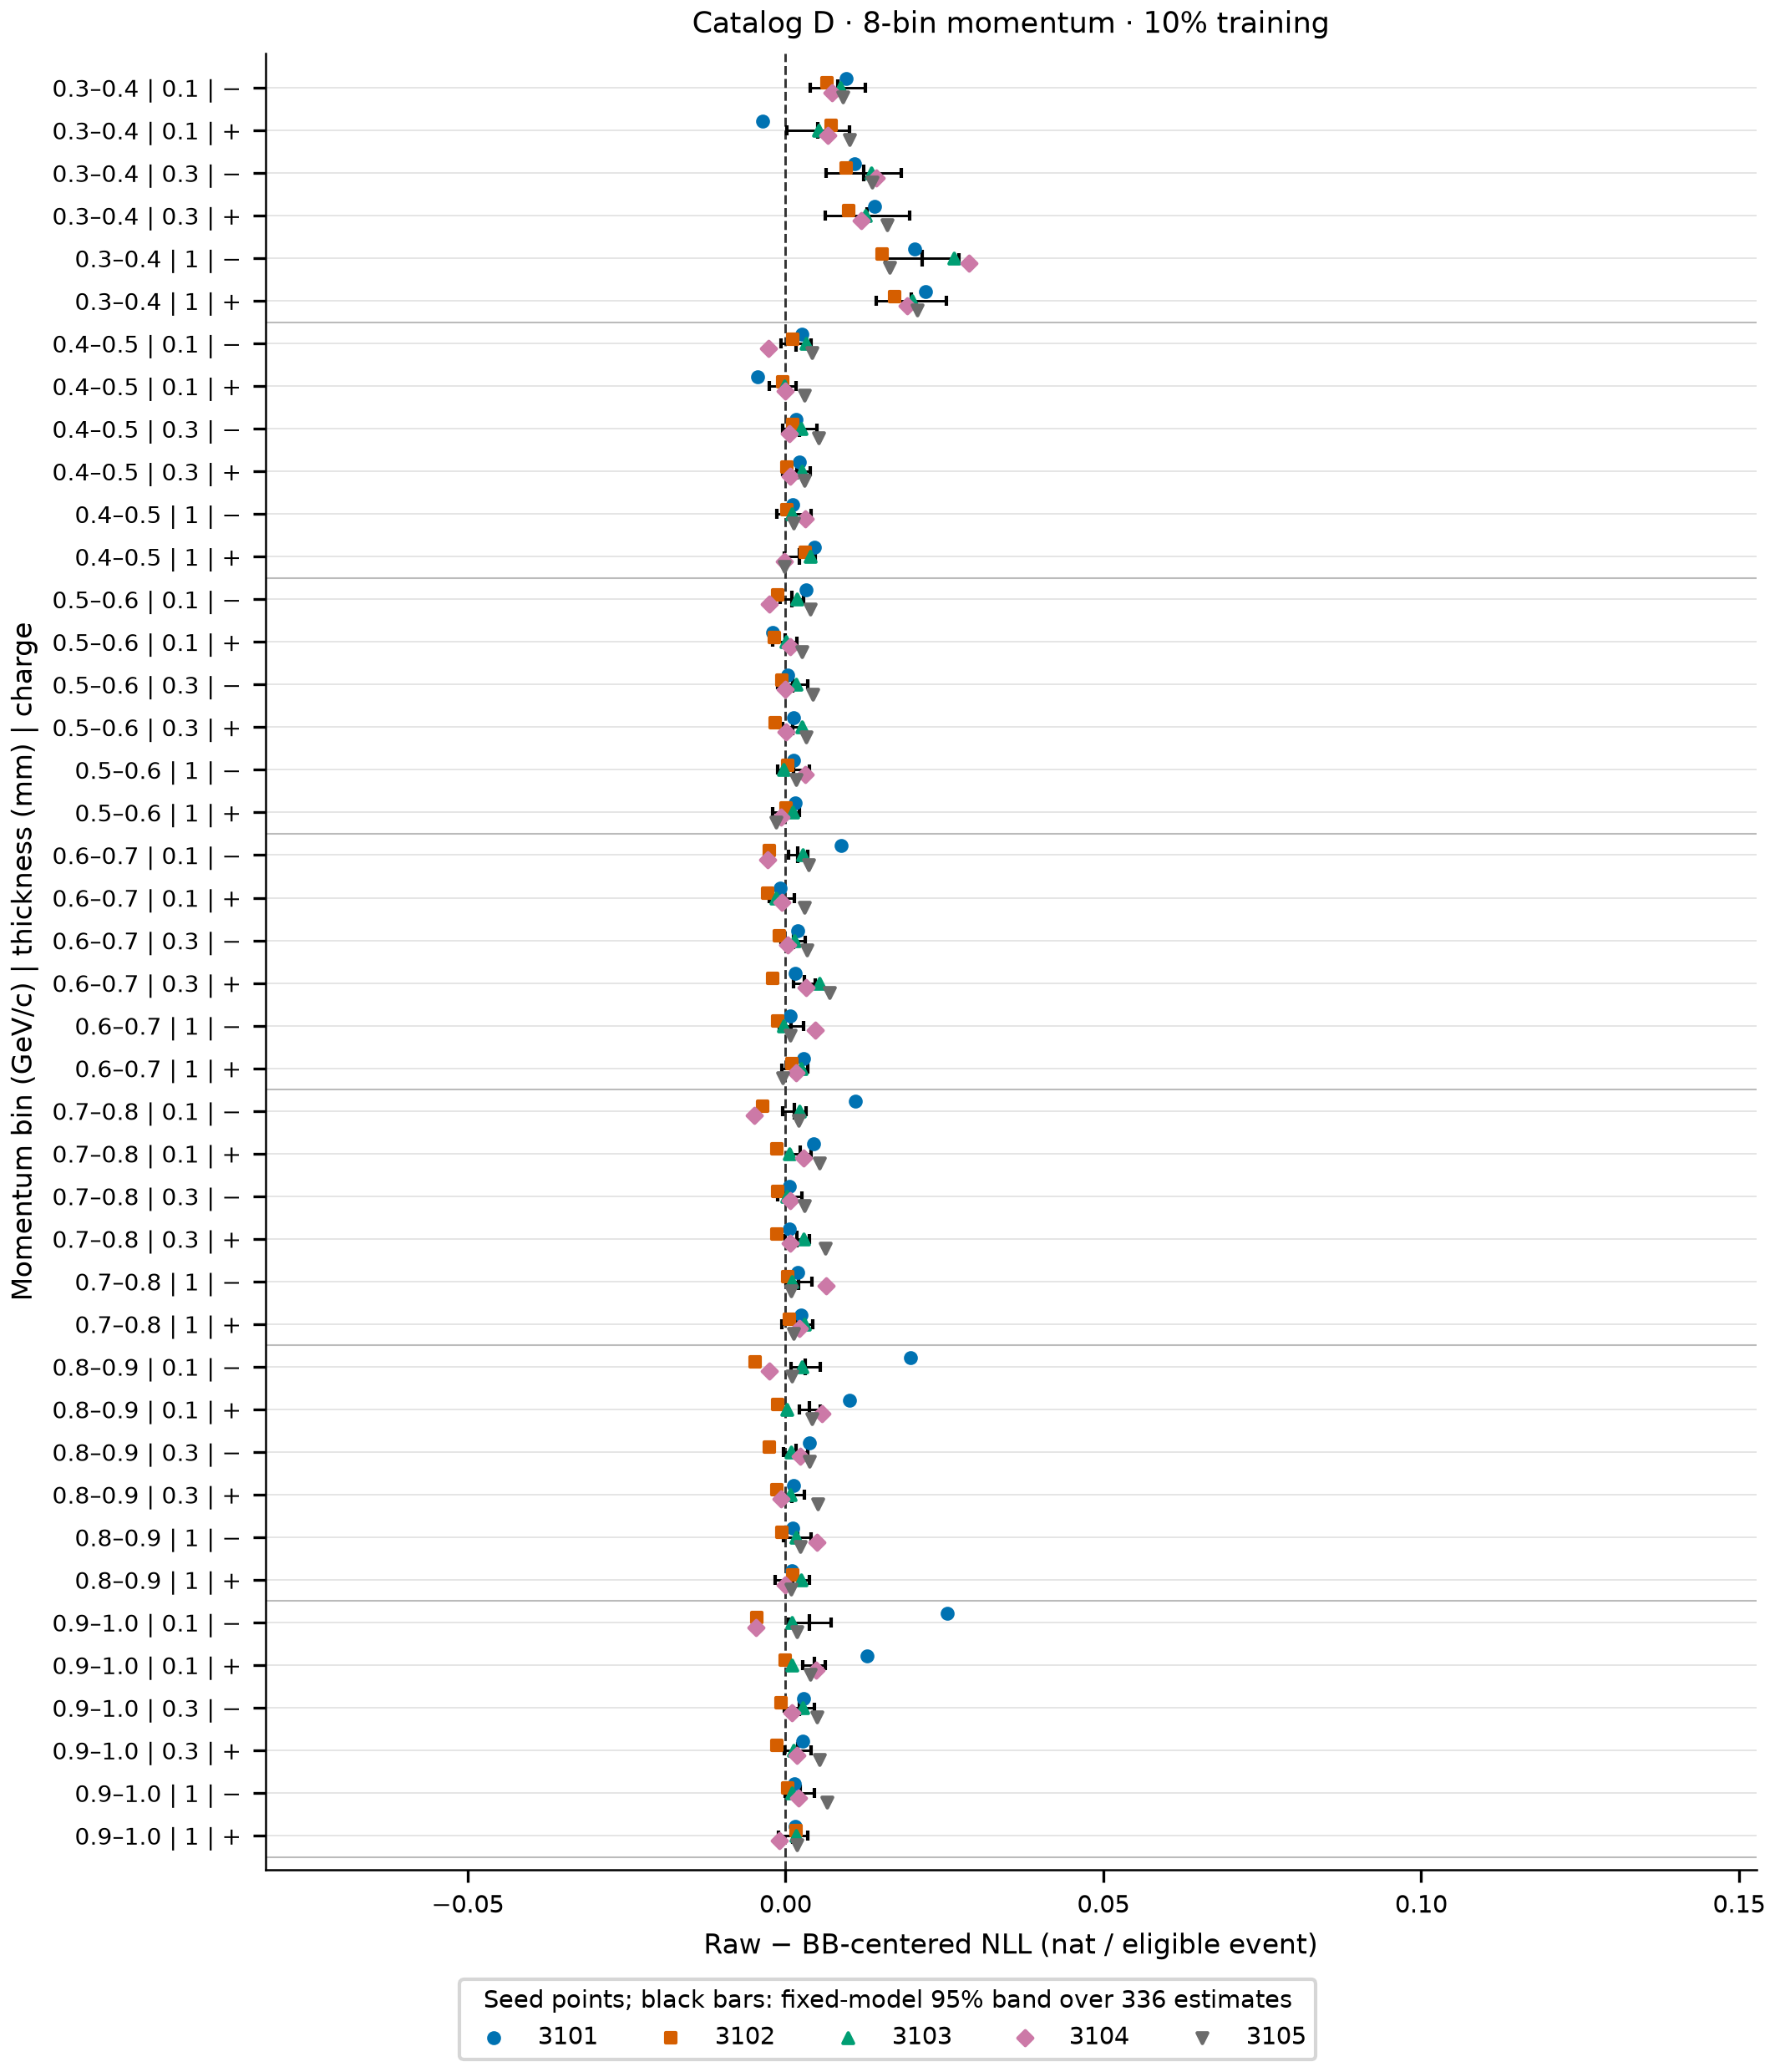 Catalog D · 8-bin momentum · 10% training
0.3–0.4 | 0.1 | −
0.3–0.4 | 0.1 | +
0.3–0.4 | 0.3 | −
0.3–0.4 | 0.3 | +
0.3–0.4 | 1 | −
0.3–0.4 | 1 | +
0.4–0.5 | 0.1 | −
0.4–0.5 | 0.1 | +
0.4–0.5 | 0.3 | −
0.4–0.5 | 0.3 | +
0.4–0.5 | 1 | −
0.4–0.5 | 1 | +
0.5–0.6 | 0.1 | −
0.5–0.6 | 0.1 | +
0.5–0.6 | 0.3 | −
0.5–0.6 | 0.3 | +
0.5–0.6 | 1 | −
0.5–0.6 | 1 | +
0.6–0.7 | 0.1 | −
0.6–0.7 | 0.1 | +
0.6–0.7 | 0.3 | −
0.6–0.7 | 0.3 | +
0.6–0.7 | 1 | −
0.6–0.7 | 1 | +
0.7–0.8 | 0.1 | −
0.7–0.8 | 0.1 | +
0.7–0.8 | 0.3 | −
0.7–0.8 | 0.3 | +
0.7–0.8 | 1 | −
0.7–0.8 | 1 | +
0.8–0.9 | 0.1 | −
0.8–0.9 | 0.1 | +
0.8–0.9 | 0.3 | −
0.8–0.9 | 0.3 | +
0.8–0.9 | 1 | −
0.8–0.9 | 1 | +
0.9–1.0 | 0.1 | −
0.9–1.0 | 0.1 | +
0.9–1.0 | 0.3 | −
0.9–1.0 | 0.3 | +
0.9–1.0 | 1 | −
0.9–1.0 | 1 | +
Momentum bin (GeV/c) | thickness (mm) | charge
−0.05 0.00 0.05 0.10 0.15
Raw − BB-centered NLL (nat / eligible event)
Seed points; black bars: fixed-model 95% band over 336 estimates
3101 3102 3103 3104 3105